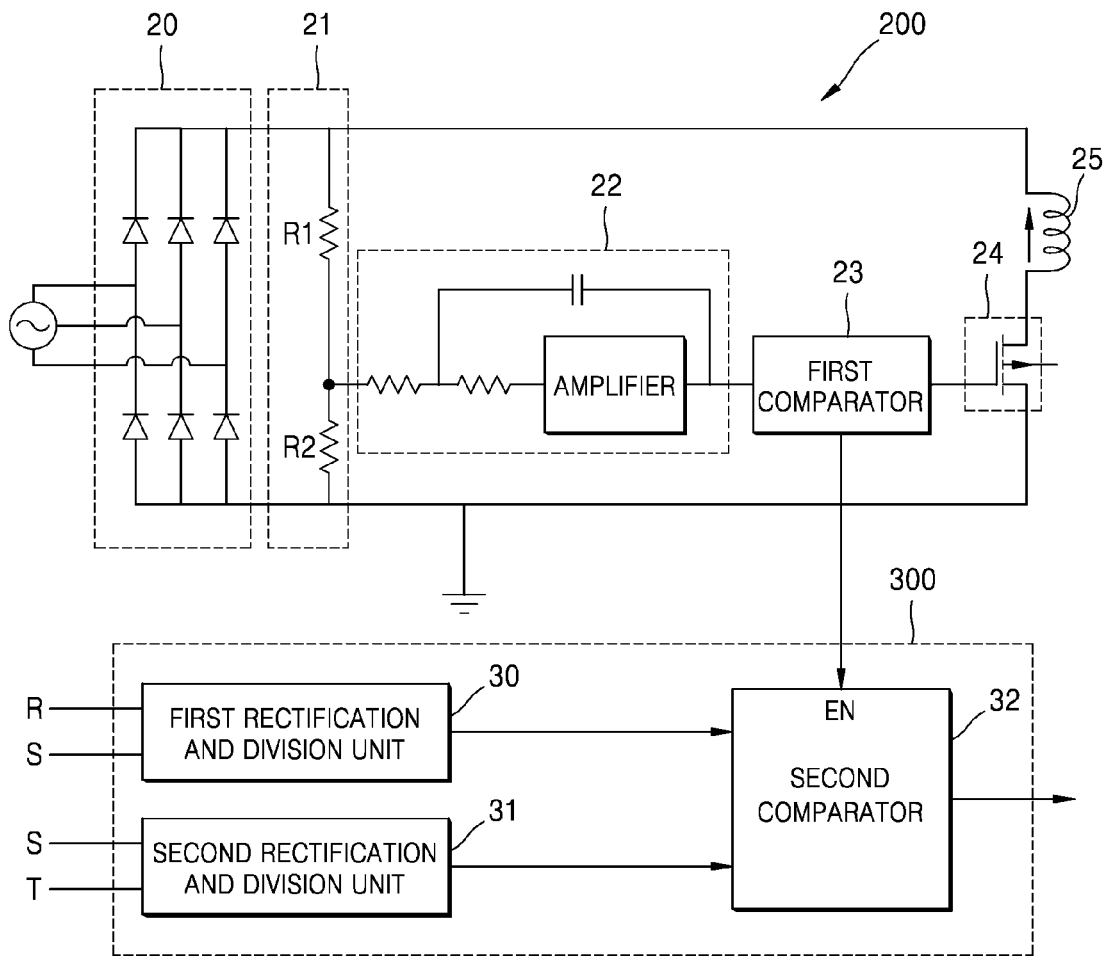 20
21
200
25
R1
22
24
23
AMPLIFIER
FIRST
COMPARATOR
R2
300
30
R
FIRST RECTIFICATION
AND DIVISION UNIT
S
EN
32
SECOND
COMPARATOR
31
S
SECOND RECTIFICATION
AND DIVISION UNIT
T